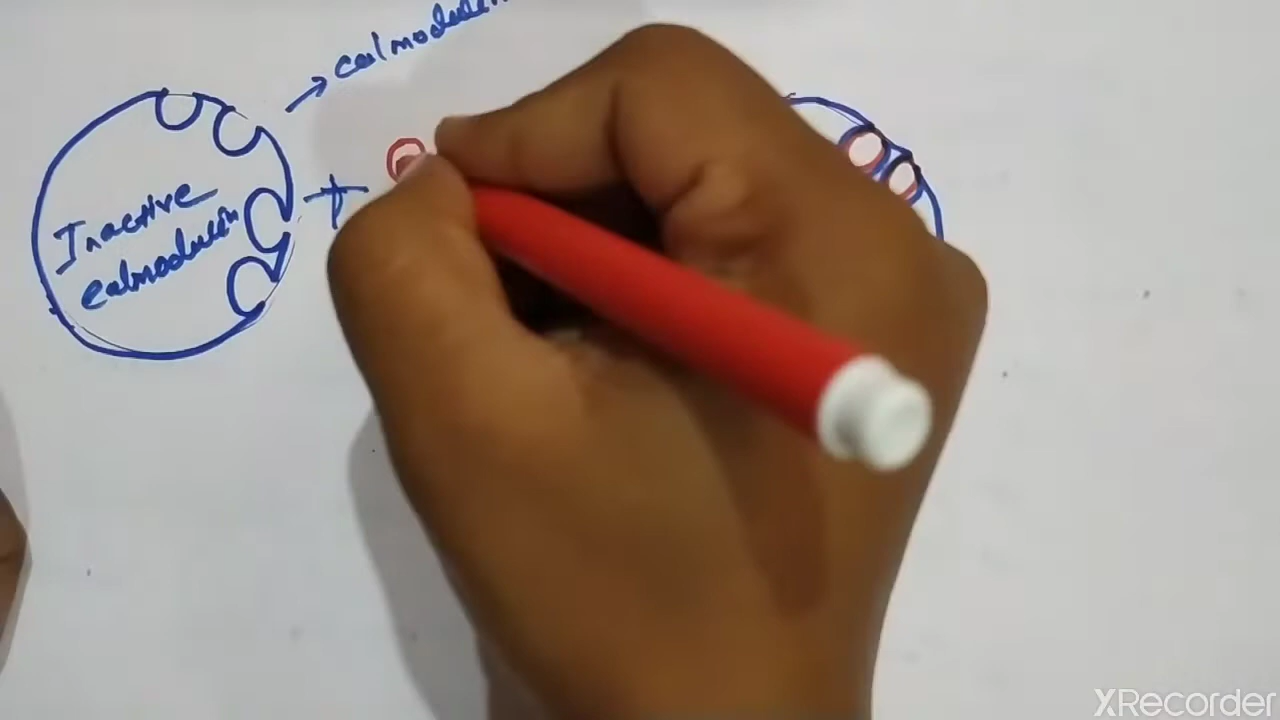 → calmodulin
Inactive
calmodulin
+
XRecorder